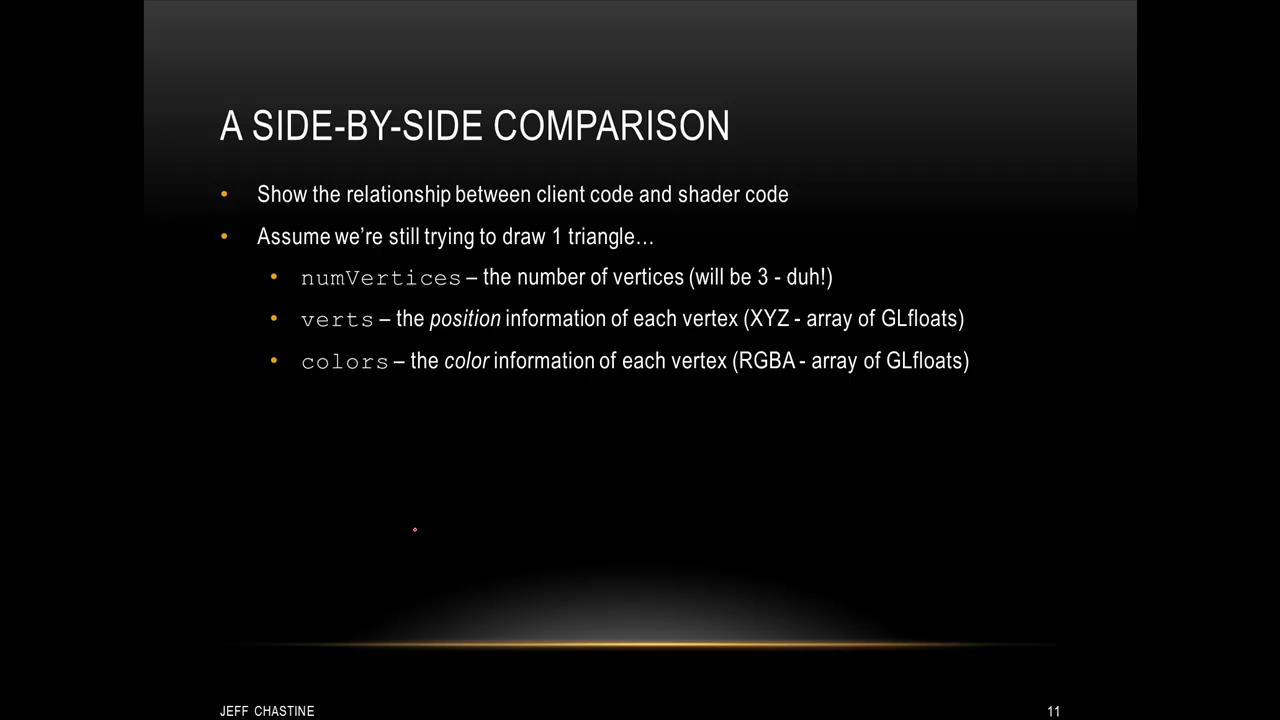 A SIDE-BY-SIDE COMPARISON
• Show the relationship between client code and shader code
• Assume we’re still trying to draw 1 triangle…
• numVertices – the number of vertices (will be 3 - duh!)
• verts – the position information of each vertex (XYZ - array of GLfloats)
• colors – the color information of each vertex (RGBA - array of GLfloats)
JEFF CHASTINE
11